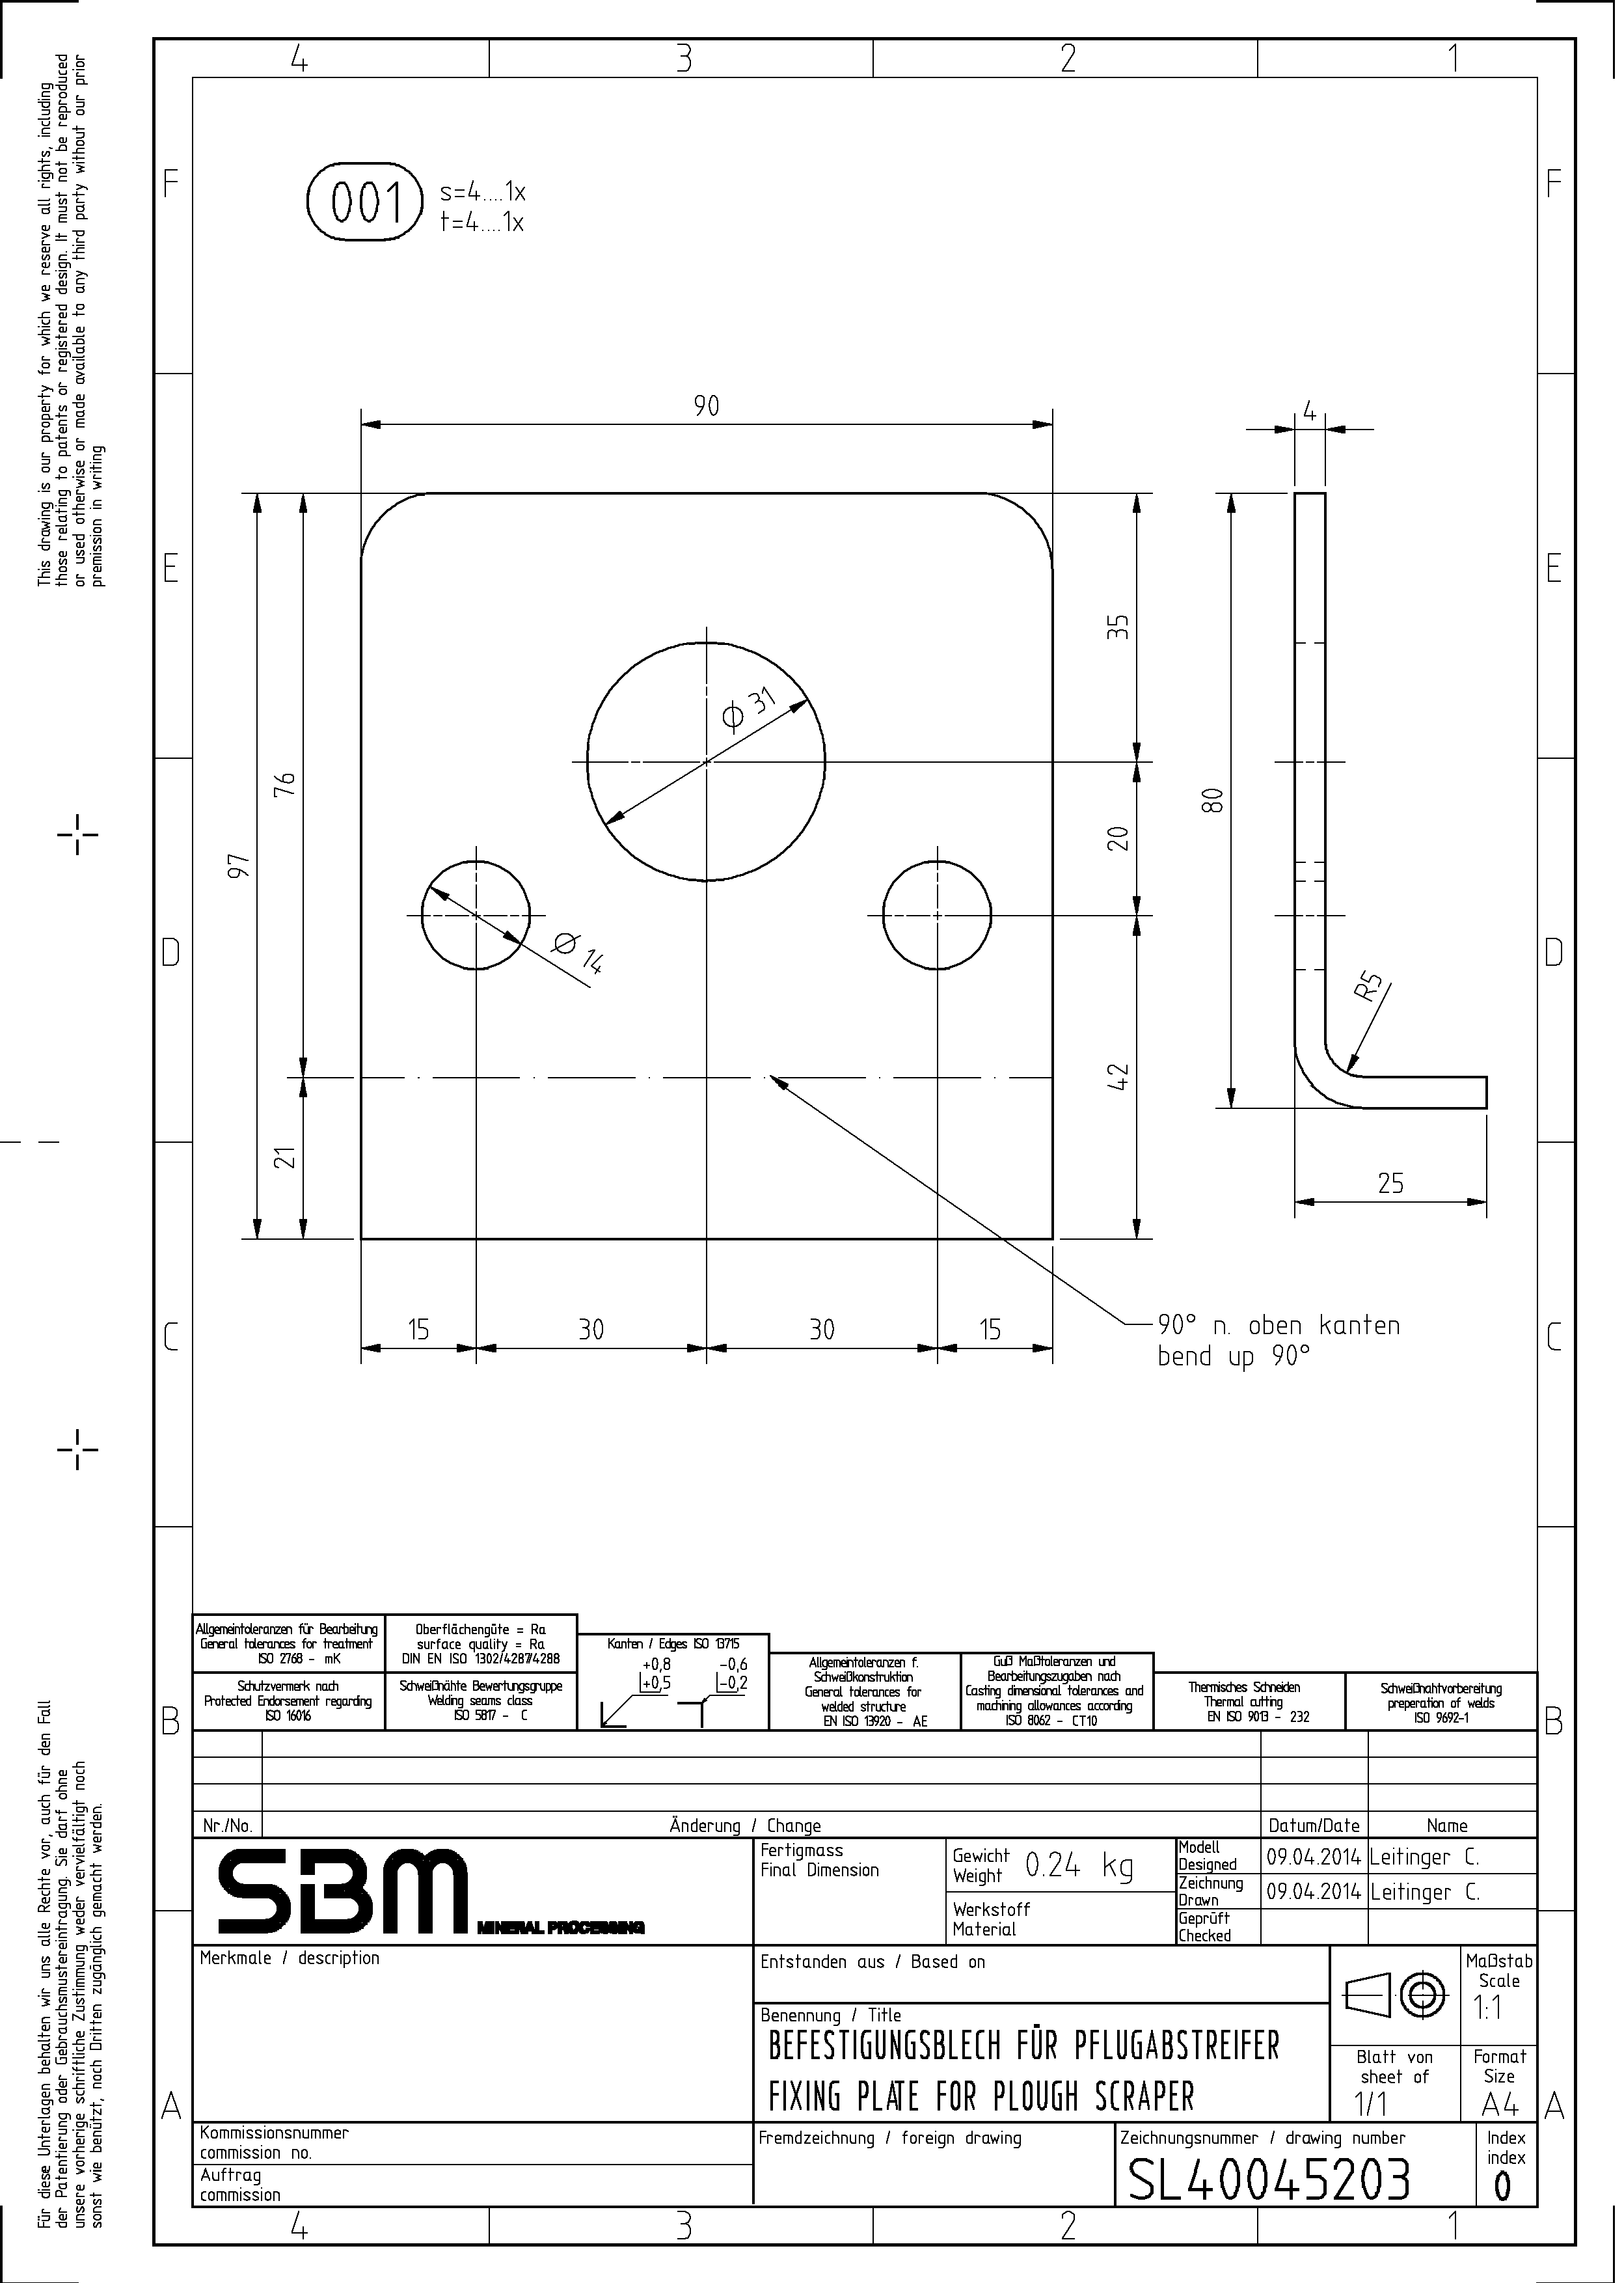 4 3 2 1
This drawing is our property for which we reserve all rights, including
those relating to patents or registered design. It must not be reproduced
or used otherwise or made available to any third party without our prior
premission in writing
F F
001
s=4....1x
t=4....1x
90
4
E E
35
Φ 31
76
20
80
97
D D
Ø 14
R5
42
21
25
15 30 30 15
C C
90° n. oben kanten
bend up 90°
Allgemeintoleranzen für Bearbeitung
General tolerances for treatment
ISO 2768 - mK
Oberflächengüte = Ra
surface quality = Ra
DIN EN ISO 1302/4287/4288
Kanten / Edges ISO 13715
+0,8
+0,5
-0,6
-0,2
Schutzvermerk nach
Protected Endorsement regarding
ISO 16016
Schweißnähte Bewertungsgruppe
Welding seams class
ISO 5817 - C
Allgemeintoleranzen f.
Schweißkonstruktion
General tolerances for
welded structure
EN ISO 13920 - AE
Guß Maßtoleranzen und
Bearbeitungszugaben nach
Casting dimensional tolerances and
machining allowances according
ISO 8062 - CT10
Thermisches Schneiden
Thermal cutting
EN ISO 9013 - 232
Schweißnahtvorbereitung
preperation of welds
ISO 9692-1
B B
Nr./No. Änderung / Change Datum/Date Name
SBM
MINERAL PROCESSING
Fertigmass
Final Dimension
Gewicht
Weight
0.24 kg
Werkstoff
Material
Modell
Designed
09.04.2014 Leitinger C.
Zeichnung
Drawn
09.04.2014 Leitinger C.
Geprüft
Checked
Merkmale / description
Entstanden aus / Based on
Maßstab
Scale
1:1
Benennung / Title
BEFESTIGUNGSBLECH FÜR PFLUGABSTREIFER
FIXING PLATE FOR PLOUGH SCRAPER
Blatt von
sheet of
1/1
Format
Size
A4
A A
Kommissionsnummer
commission no.
Auftrag
commission
Fremdzeichnung / foreign drawing
Zeichnungsnummer / drawing number
SL40045203
Index
index
0
4 3 2 1
Für diese Unterlagen behalten wir uns alle Rechte vor, auch für den Fall
der Patentierung oder Gebrauchsmustereintragung. Sie darf ohne
unsere vorherige schriftliche Zustimmung weder vervielfältigt noch
sonst wie benützt, noch Dritten zugänglich gemacht werden.